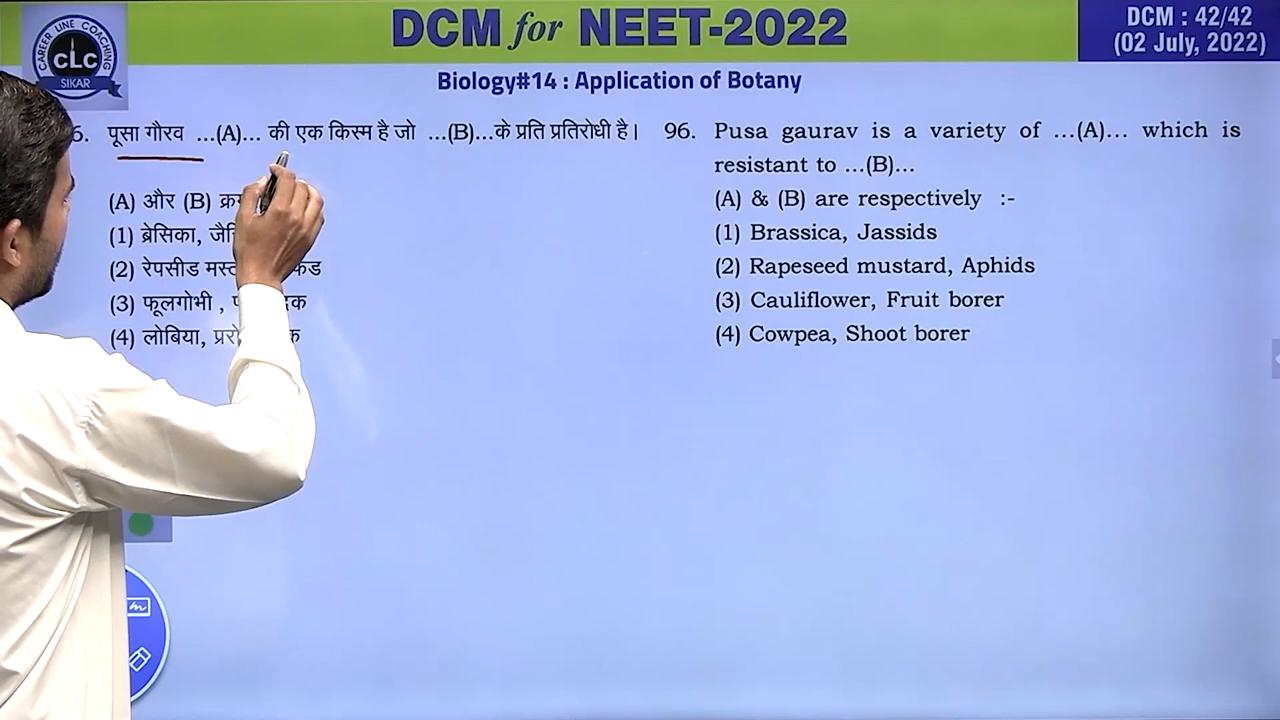 CAREER LINE COACHING
CLC
SIKAR
DCM for NEET-2022
DCM : 42/42
(02 July, 2022)
Biology#14 : Application of Botany
6. पूसा गौरव ...(A)... की एक किस्म है जो ...(B)...के प्रति प्रतिरोधी है।
(A) और (B)
(1) ब्रेसिका,
(2) रेपसीड
(3) फूलगोभी ,
(4) लोबिया,
96. Pusa gaurav is a variety of ...(A)... which is
resistant to ...(B)...
(A) & (B) are respectively :-
(1) Brassica, Jassids
(2) Rapeseed mustard, Aphids
(3) Cauliflower, Fruit borer
(4) Cowpea, Shoot borer